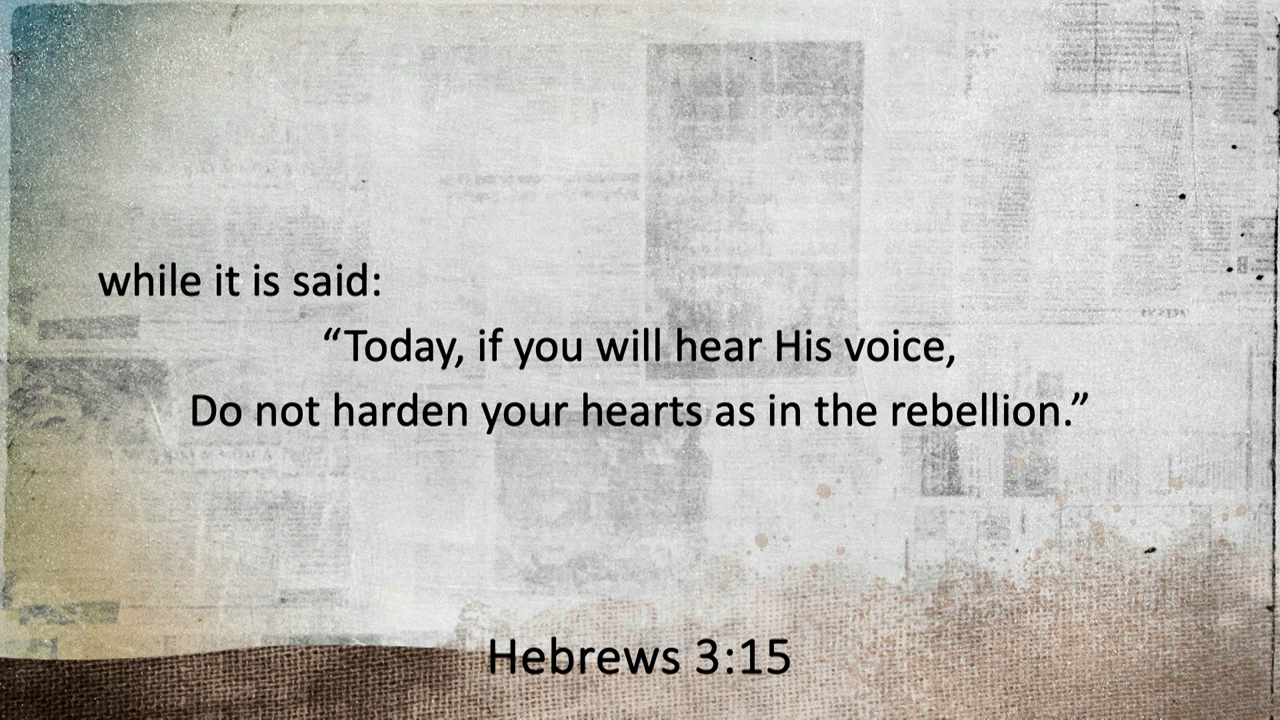 while it is said:
“Today, if you will hear His voice,
Do not harden your hearts as in the rebellion.”
Hebrews 3:15